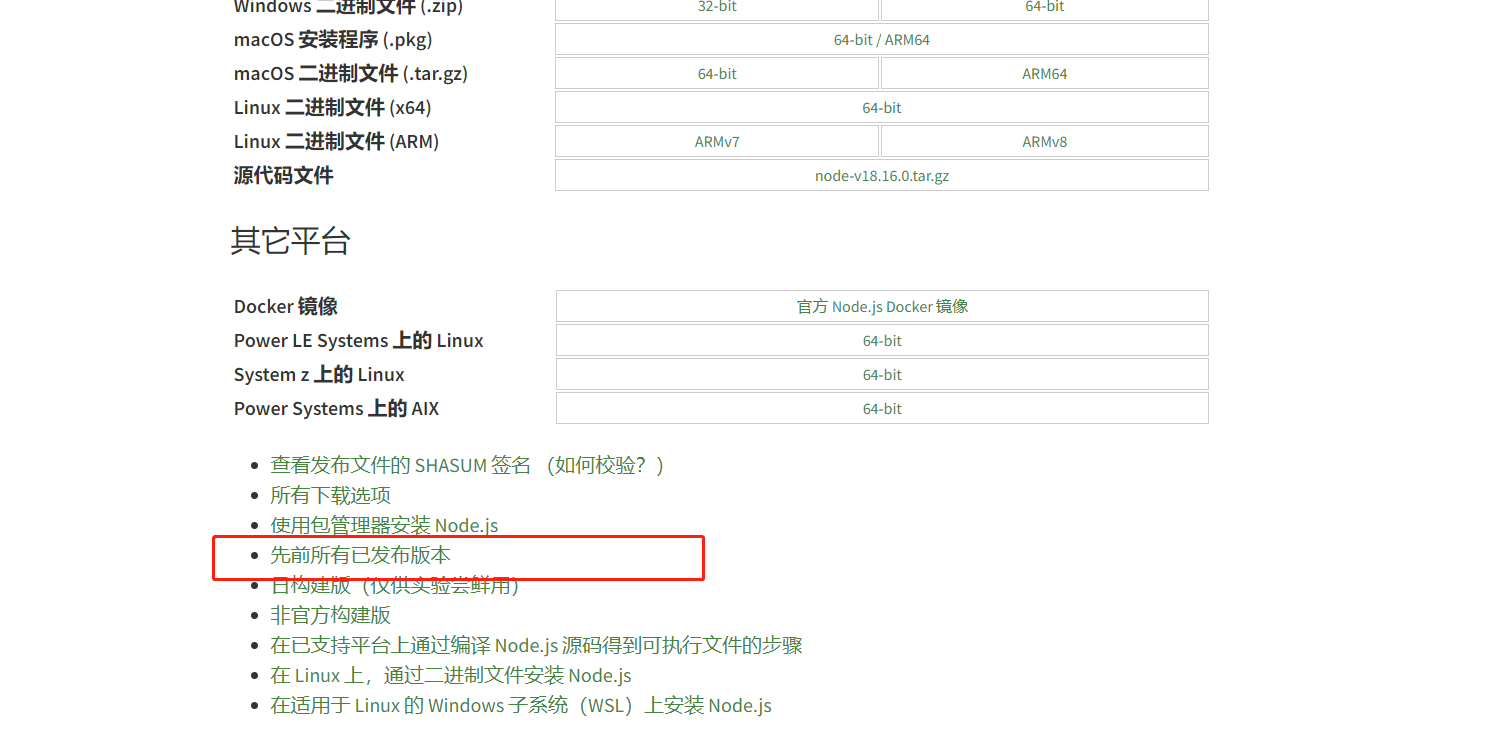 Windows 二进制文件 (.zip) 32-bit 64-bit
macOS 安装程序 (.pkg) 64-bit / ARM64
macOS 二进制文件 (.tar.gz) 64-bit ARM64
Linux 二进制文件 (x64) 64-bit
Linux 二进制文件 (ARM) ARMv7 ARMv8
源代码文件 node-v18.16.0.tar.gz
其它平台
Docker 镜像 官方 Node.js Docker 镜像
Power LE Systems 上的 Linux 64-bit
System z 上的 Linux 64-bit
Power Systems 上的 AIX 64-bit
查看发布文件的 SHASUM 签名 （如何校验？）
所有下载选项
使用包管理器安装 Node.js
先前所有已发布版本
日构建版（仅供实验尝鲜用）
非官方构建版
在已支持平台上通过编译 Node.js 源码得到可执行文件的步骤
在 Linux 上，通过二进制文件安装 Node.js
在适用于 Linux 的 Windows 子系统（WSL）上安装 Node.js